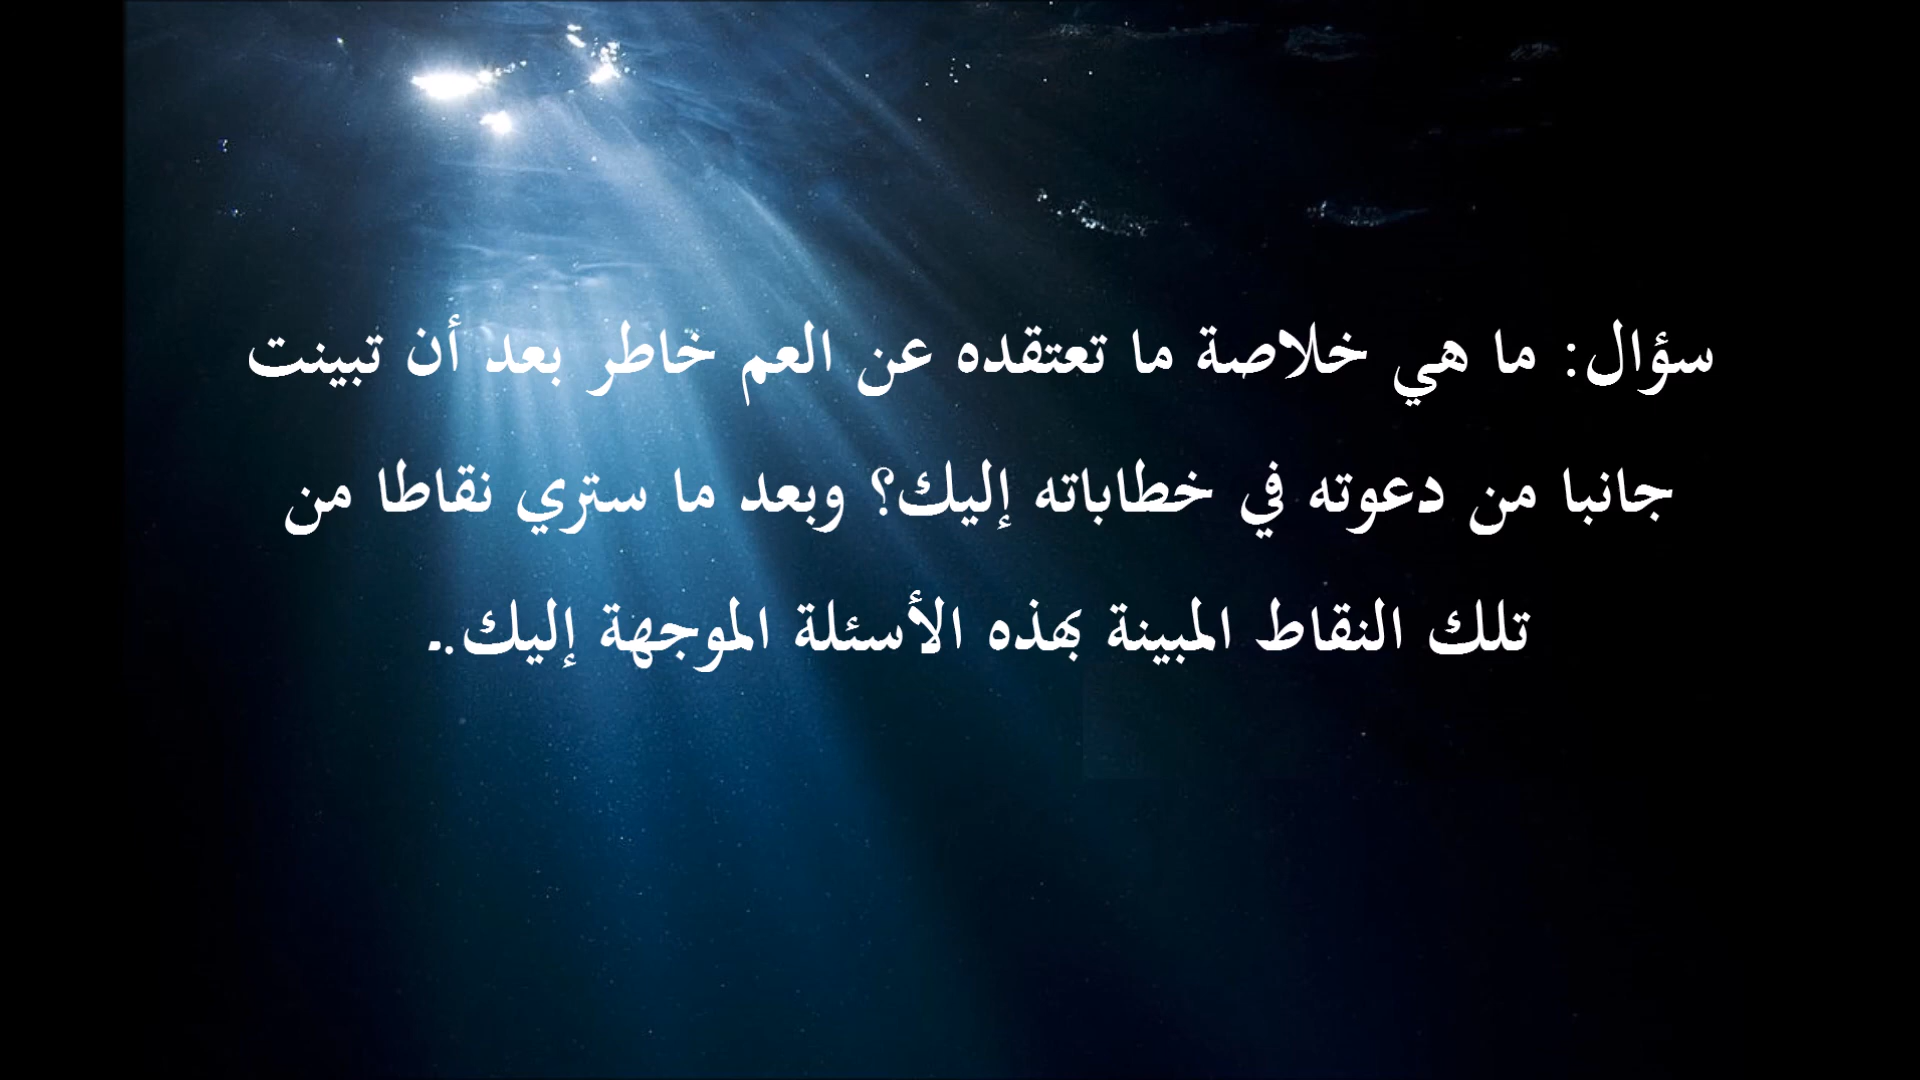 سؤال: ما هي خلاصة ما تعتقده عن العم خاطر بعد أن تبينت
جانبا من دعوته في خطاباته إليك؟ وبعد ما ستري نقاطا من
تلك النقاط المبينة بهذه الأسئلة الموجهة إليك..